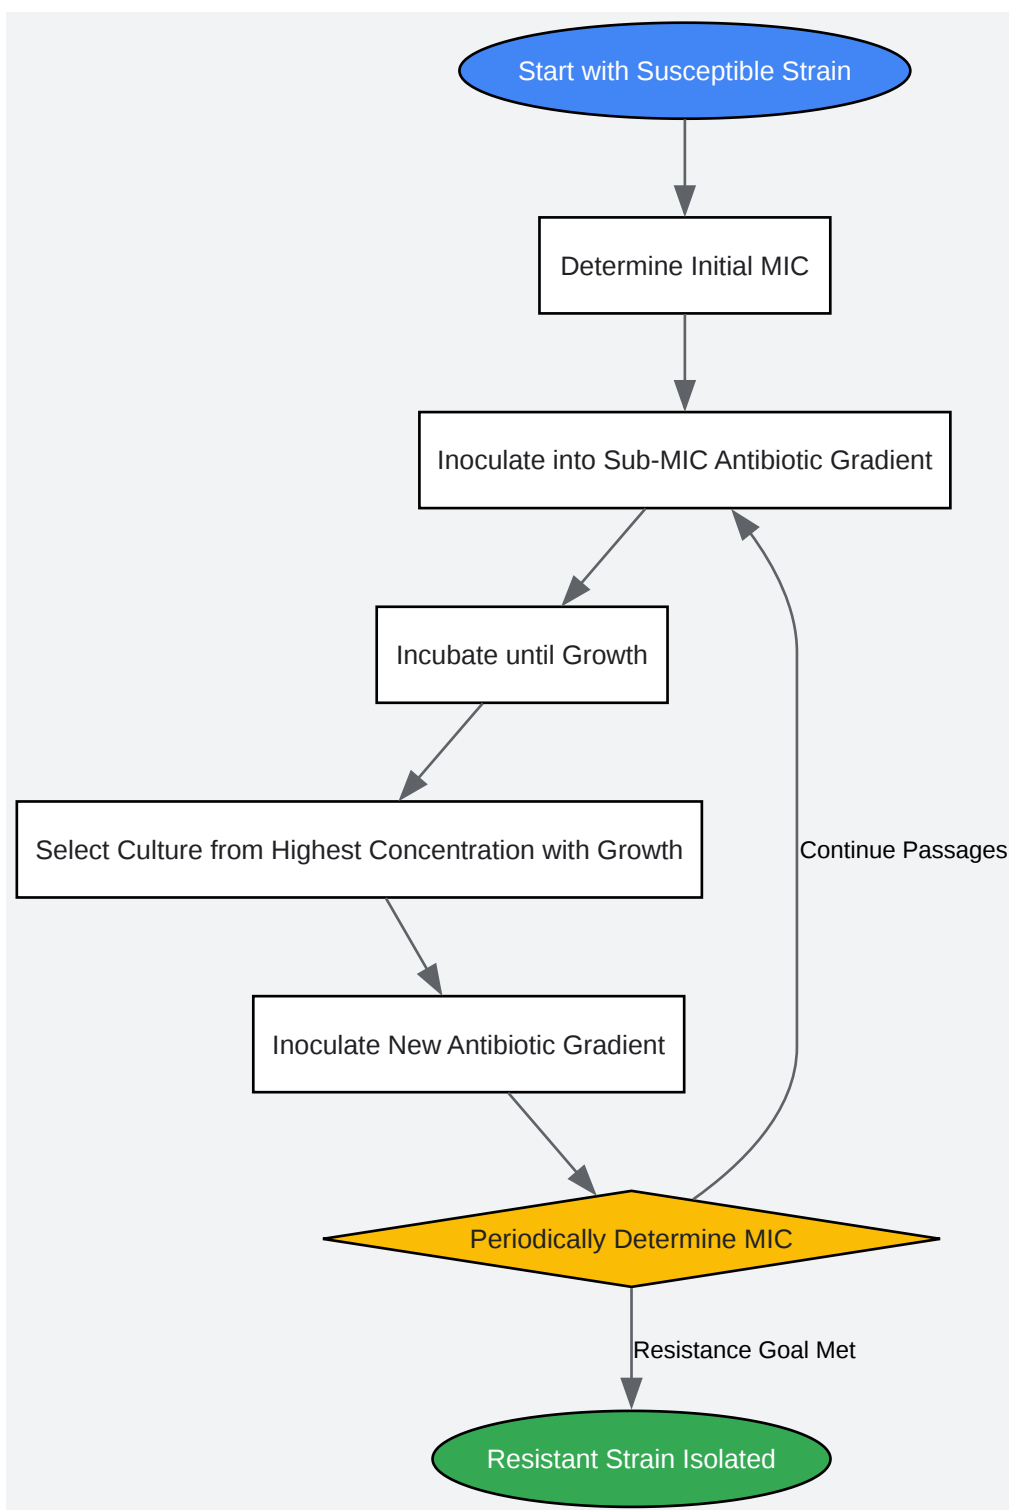 Start with Susceptible Strain
Determine Initial MIC
Inoculate into Sub-MIC Antibiotic Gradient
Incubate until Growth
Select Culture from Highest Concentration with Growth
Continue Passages
Inoculate New Antibiotic Gradient
Periodically Determine MIC
Resistance Goal Met
Resistant Strain Isolated